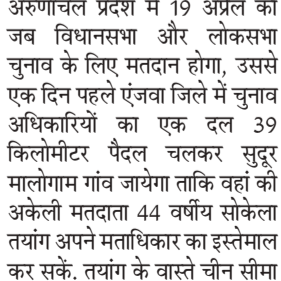 अरुणाचल प्रदेश में 19 अप्रैल को
जब विधानसभा और लोकसभा
चुनाव के लिए मतदान होगा, उससे
एक दिन पहले एंजवा जिले में चुनाव
अधिकारियों का एक दल 39
किलोमीटर पैदल चलकर सुदूर
मालोगाम गांव जायेगा ताकि वहां की
अकेली मतदाता 44 वर्षीय सोकेला
तयांग अपने मताधिकार का इस्तेमाल
कर सकें. तयांग के वास्ते चीन सीमा